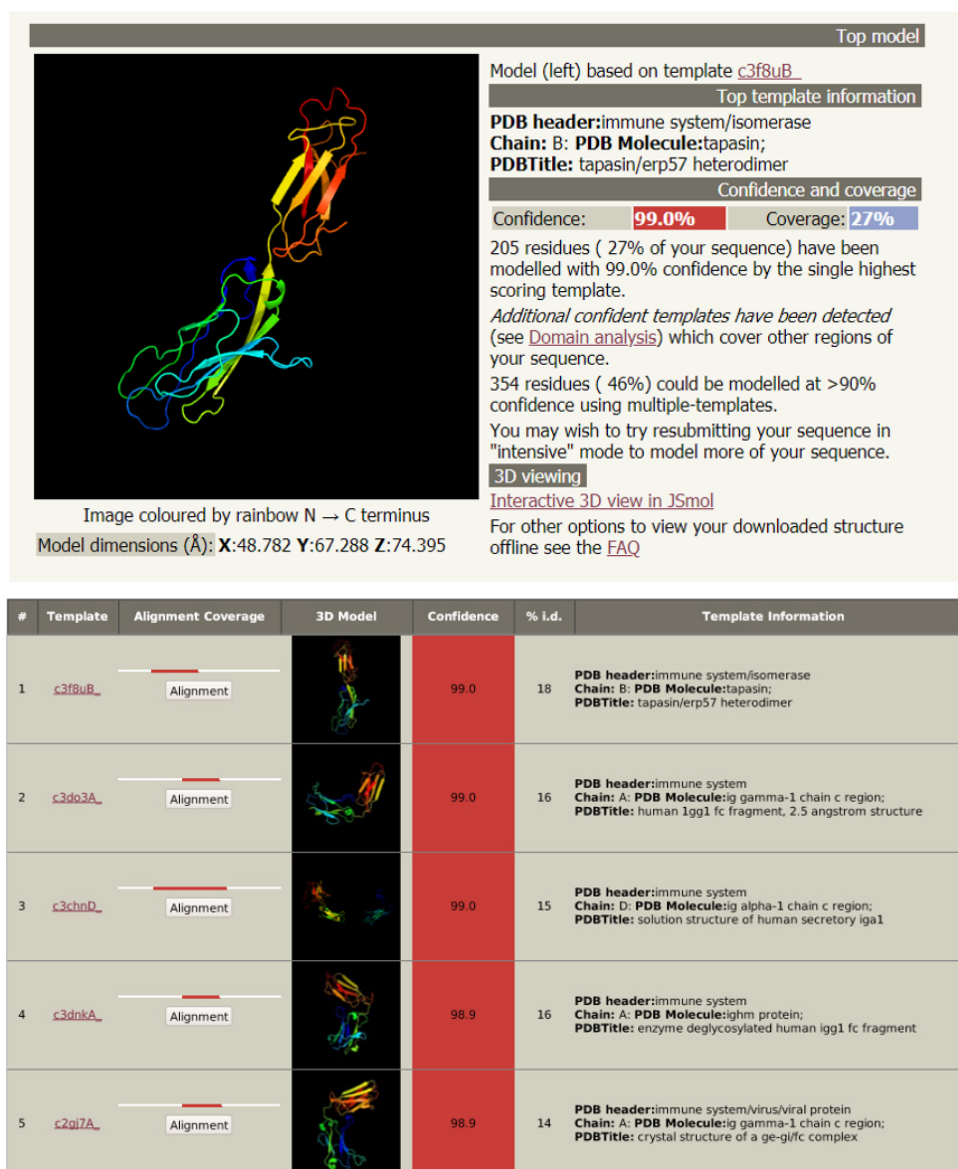 Top model
Model (left) based on template c3f8uB_
Top template information
PDB header:immune system/isomerase
Chain: B: PDB Molecule:tapasin;
PDBTitle: tapasin/erp57 heterodimer
Confidence and coverage
Confidence: 99.0% Coverage: 27%
205 residues ( 27% of your sequence) have been
modelled with 99.0% confidence by the single highest
scoring template.
Additional confident templates have been detected
(see Domain analysis) which cover other regions of
your sequence.
354 residues ( 46%) could be modelled at >90%
confidence using multiple-templates.
You may wish to try resubmitting your sequence in
"intensive" mode to model more of your sequence.
3D viewing
Interactive 3D view in JSmol
For other options to view your downloaded structure
offline see the FAQ
Image coloured by rainbow N → C terminus
Model dimensions (Å): X:48.782 Y:67.288 Z:74.395
# Template Alignment Coverage 3D Model Confidence % i.d. Template Information
1 c3f8uB_ Alignment 99.0 18
PDB header:immune system/isomerase
Chain: B: PDB Molecule:tapasin;
PDBTitle: tapasin/erp57 heterodimer
2 c3do3A_ Alignment 99.0 16
PDB header:immune system
Chain: A: PDB Molecule:ig gamma-1 chain c region;
PDBTitle: human 1gg1 fc fragment, 2.5 angstrom structure
3 c3chnD_ Alignment 99.0 15
PDB header:immune system
Chain: D: PDB Molecule:ig alpha-1 chain c region;
PDBTitle: solution structure of human secretory iga1
4 c3dnkA_ Alignment 98.9 16
PDB header:immune system
Chain: A: PDB Molecule:ighm protein;
PDBTitle: enzyme deglycosylated human igg1 fc fragment
5 c2gj7A_ Alignment 98.9 14
PDB header:immune system/virus/viral protein
Chain: A: PDB Molecule:ig gamma-1 chain c region;
PDBTitle: crystal structure of a ge-gi/fc complex